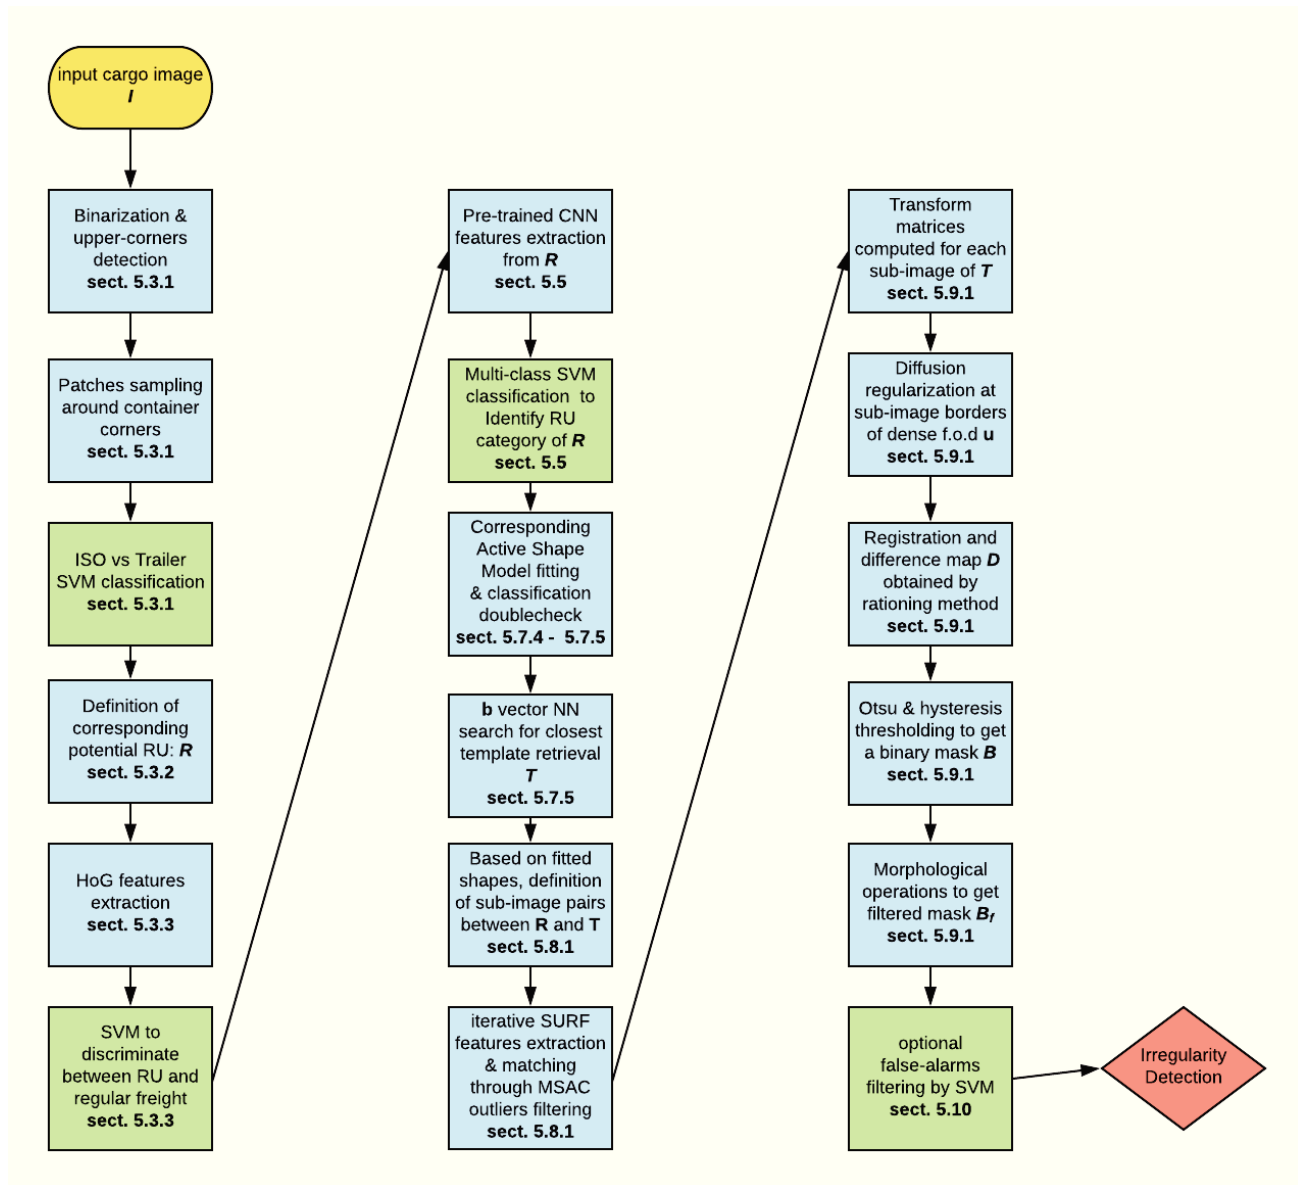 input cargo image
I
Binarization &
upper-corners
detection
sect. 5.3.1
Patches sampling
around container
corners
sect. 5.3.1
ISO vs Trailer
SVM classification
sect. 5.3.1
Definition of
corresponding
potential RU: R
sect. 5.3.2
HoG features
extraction
sect. 5.3.3
SVM to
discriminate
between RU and
regular freight
sect. 5.3.3
Pre-trained CNN
features extraction
from R
sect. 5.5
Multi-class SVM
classification to
Identify RU
category of R
sect. 5.5
Corresponding
Active Shape
Model fitting
& classification
doublecheck
sect. 5.7.4 - 5.7.5
b vector NN
search for closest
template retrieval
T
sect. 5.7.5
Based on fitted
shapes, definition
of sub-image pairs
between R and T
sect. 5.8.1
iterative SURF
features extraction
& matching
through MSAC
outliers filtering
sect. 5.8.1
Transform
matrices
computed for each
sub-image of T
sect. 5.9.1
Diffusion
regularization at
sub-image borders
of dense f.o.d u
sect. 5.9.1
Registration and
difference map D
obtained by
rationing method
sect. 5.9.1
Otsu & hysteresis
thresholding to get
a binary mask B
sect. 5.9.1
Morphological
operations to get
filtered mask Bf
sect. 5.9.1
optional
false-alarms
filtering by SVM
sect. 5.10
Irregularity
Detection